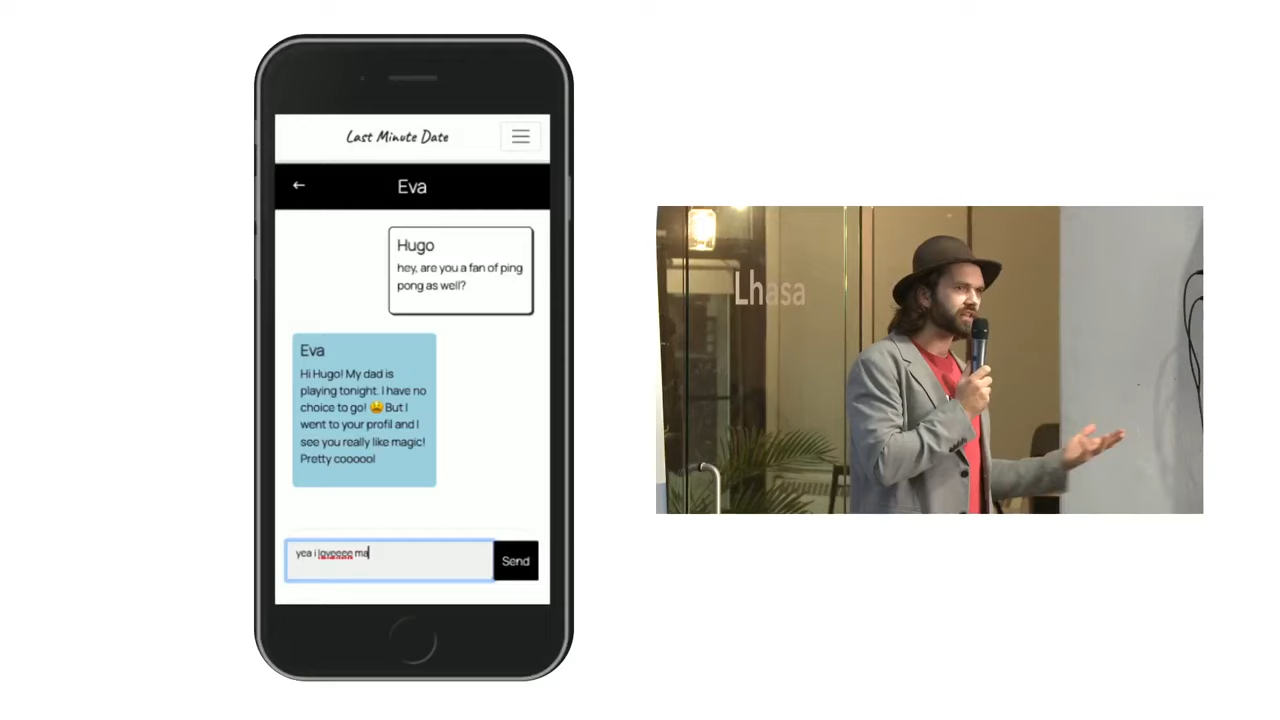 Last Minute Date
←
Eva
Hugo
hey, are you a fan of ping
pong as well?
Eva
Hi Hugo! My dad is
playing tonight. I have no
choice to go! 😫 But I
went to your profil and I
see you really like magic!
Pretty coooool
yea i loveeee ma
Send
Lhasa